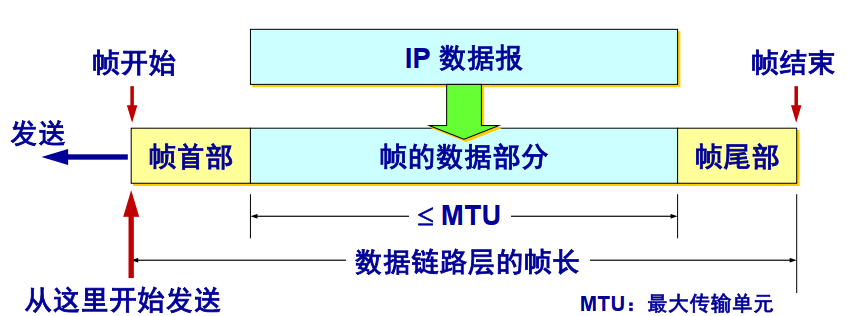 IP 数据报
帧开始
帧结束
发送
帧首部
帧的数据部分
帧尾部
≤ MTU
数据链路层的帧长
从这里开始发送
MTU：最大传输单元